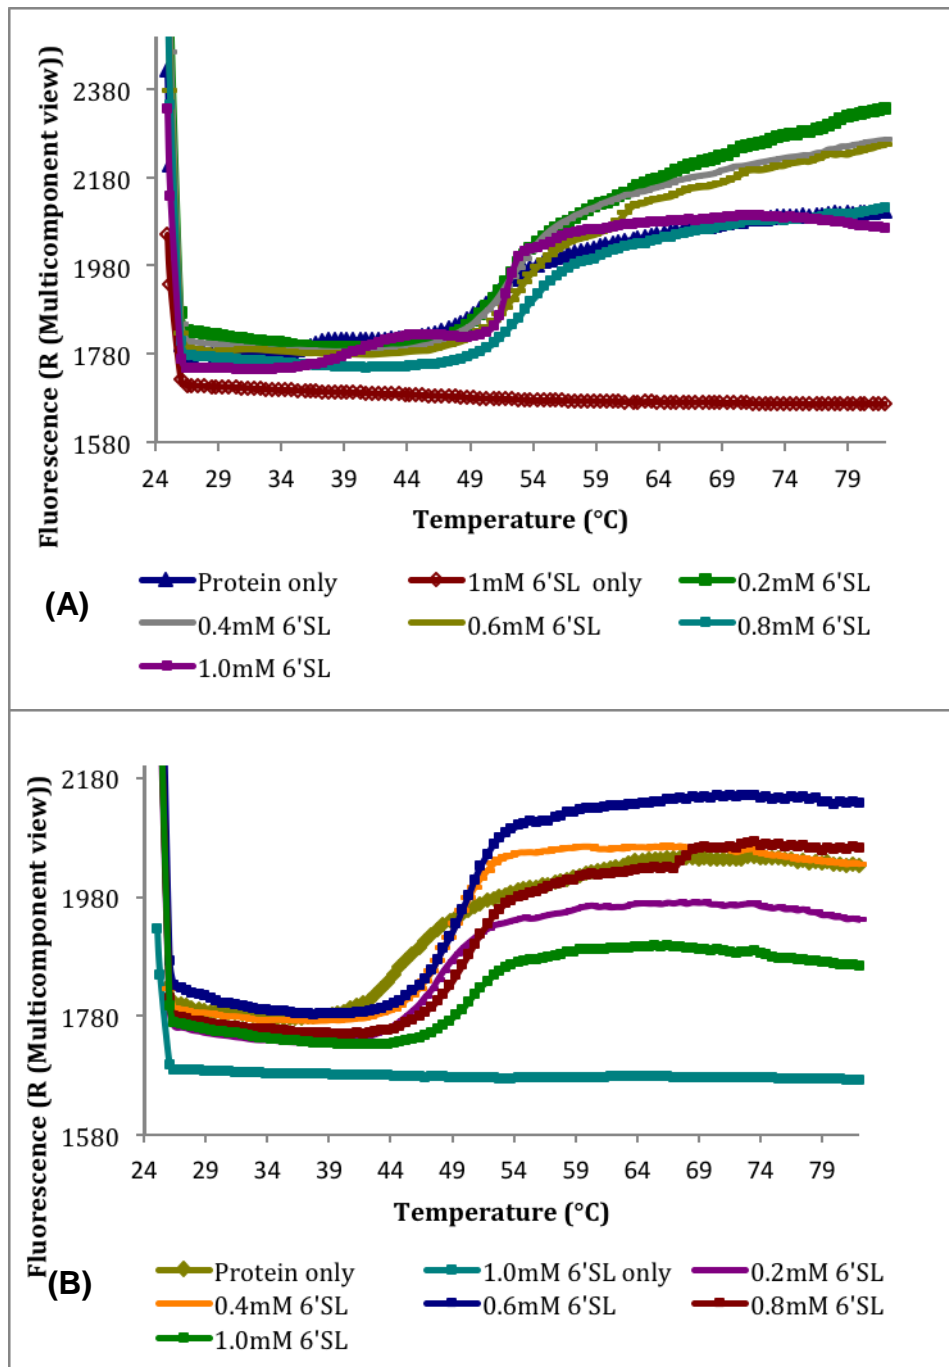 Fluorescence (R (Multicomponent view))
2380
2180
1980
1780
1580
24 29 34 39 44 49 54 59 64 69 74 79
Temperature (°C)
(A)
Protein only 1mM 6'SL only 0.2mM 6'SL
0.4mM 6'SL 0.6mM 6'SL 0.8mM 6'SL
1.0mM 6'SL
Fluorescence (R (Multicomponent view))
2180
1980
1780
1580
24 29 34 39 44 49 54 59 64 69 74 79
Temperature (°C)
(B)
Protein only 1.0mM 6'SL only 0.2mM 6'SL
0.4mM 6'SL 0.6mM 6'SL 0.8mM 6'SL
1.0mM 6'SL